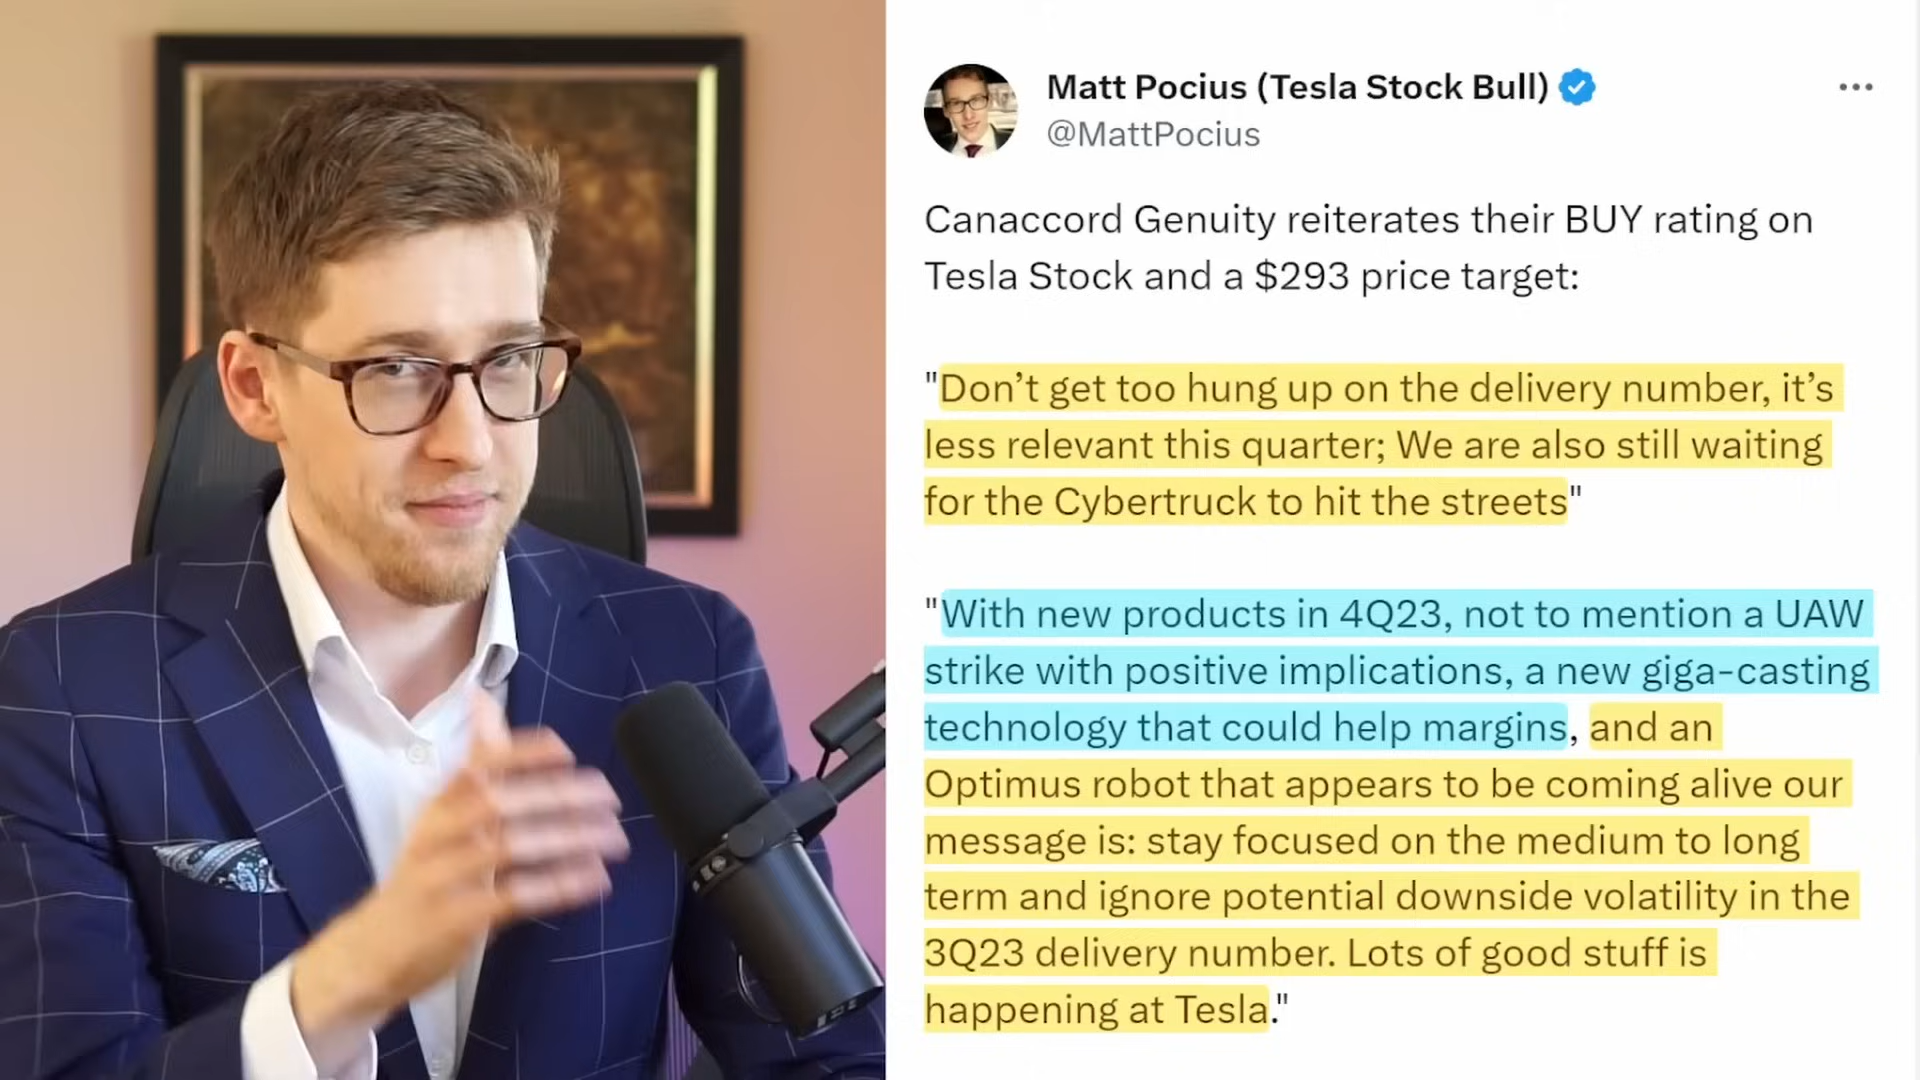 Matt Pocius (Tesla Stock Bull)
@MattPocius
Canaccord Genuity reiterates their BUY rating on
Tesla Stock and a $293 price target:
"Don’t get too hung up on the delivery number, it’s
less relevant this quarter; We are also still waiting
for the Cybertruck to hit the streets"
"With new products in 4Q23, not to mention a UAW
strike with positive implications, a new giga-casting
technology that could help margins, and an
Optimus robot that appears to be coming alive our
message is: stay focused on the medium to long
term and ignore potential downside volatility in the
3Q23 delivery number. Lots of good stuff is
happening at Tesla."